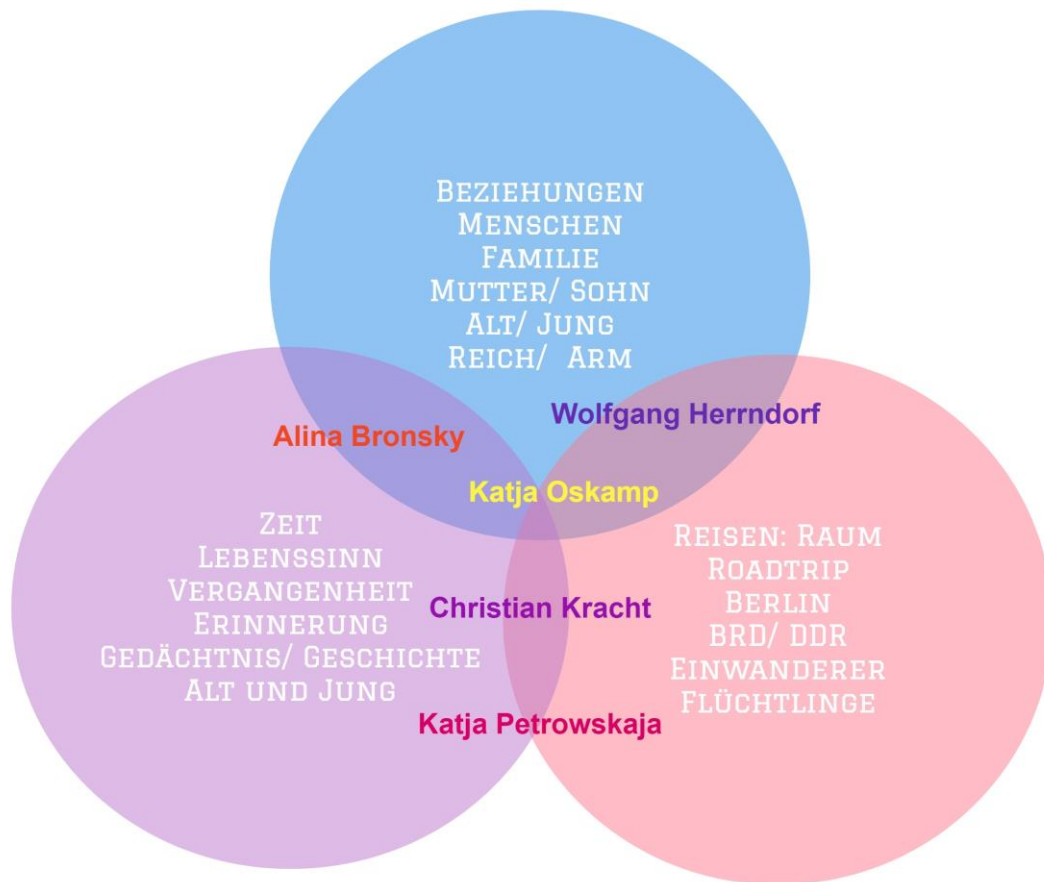 Beziehungen
Menschen
Familie
Mutter/ Sohn
Alt/ Jung
Reich/ Arm
Wolfgang Herrndorf
Alina Bronsky
Katja Oskamp
Zeit
Lebenssinn
Vergangenheit
Erinnerung
Gedächtnis/ Geschichte
Alt und Jung
Christian Kracht
Katja Petrowskaja
Reisen: Raum
Roadtrip
Berlin
BRD/ DDR
Einwanderer
Flüchtlinge